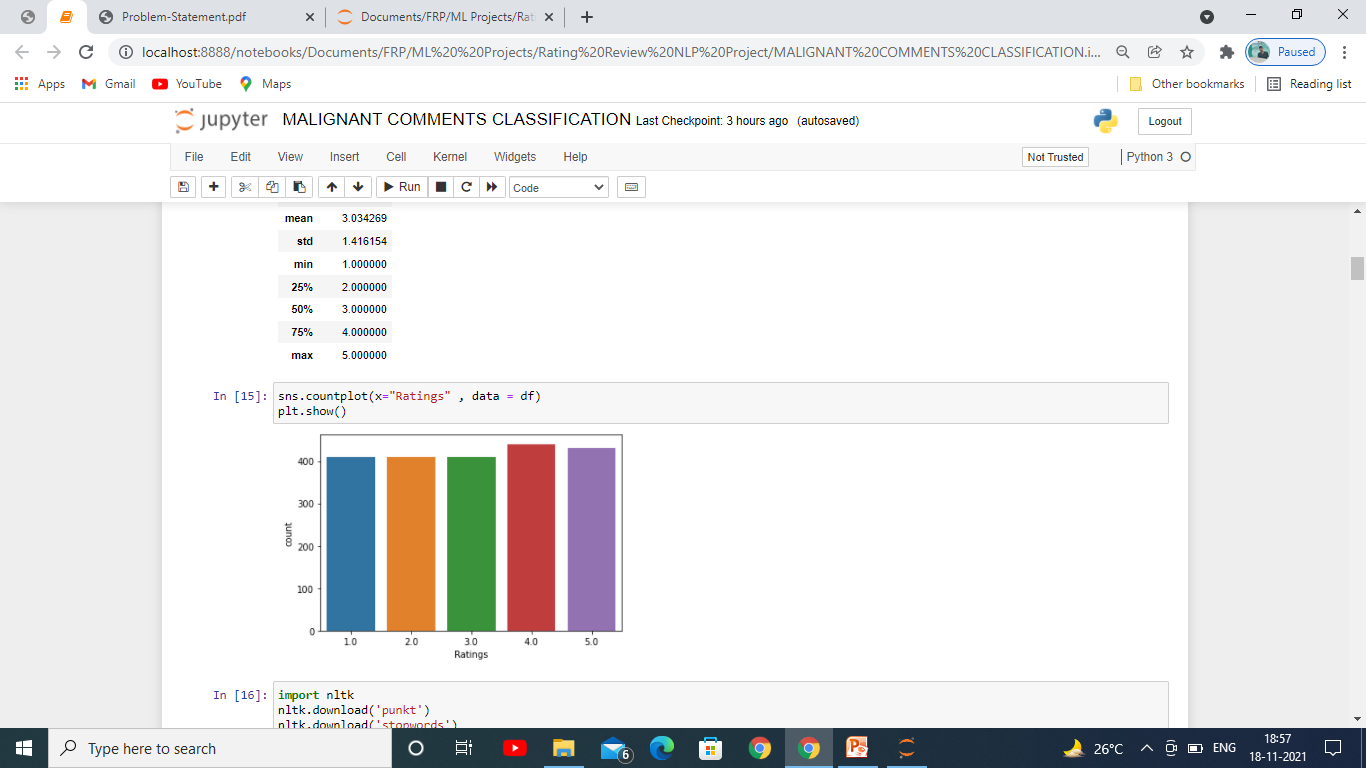 Problem-Statement.pdf
Documents/FRP/ML Projects/Rat
localhost:8888/notebooks/Documents/FRP/ML%20%20Projects/Rating%20Review%20NLP%20Project/MALIGNANT%20COMMENTS%20CLASSIFICATION.i...
Paused
Apps Gmail YouTube Maps Other bookmarks Reading list
jupyter MALIGNANT COMMENTS CLASSIFICATION Last Checkpoint: 3 hours ago (autosaved)
Logout
File Edit View Insert Cell Kernel Widgets Help Not Trusted Python 3
Run Code
mean 3.034269
std 1.416154
min 1.000000
25% 2.000000
50% 3.000000
75% 4.000000
max 5.000000
In [15]: sns.countplot(x="Ratings" , data = df)
plt.show()
400
300
200
100
0
count
1.0 2.0 3.0 4.0 5.0
Ratings
In [16]: import nltk
nltk.download('punkt')
nltk.download('stopwords')
Type here to search
6
26°C ENG 18:57
18-11-2021